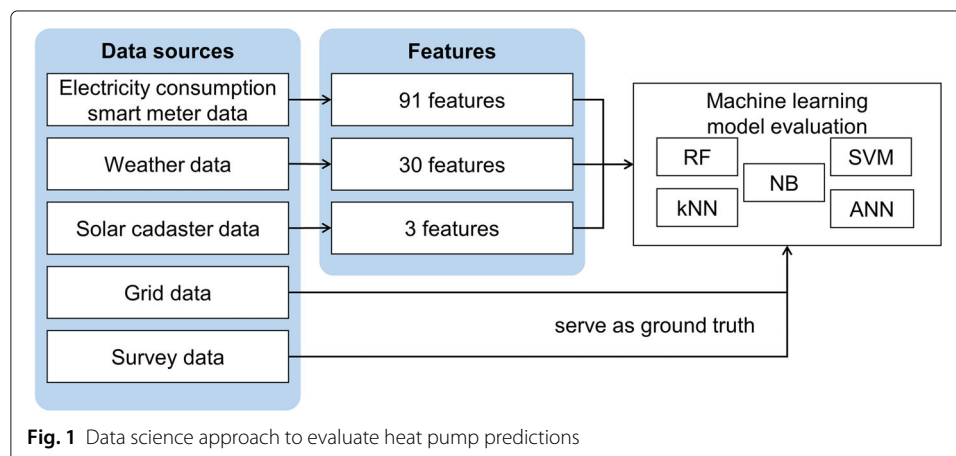 Data sources
Features
Electricity consumption
smart meter data
91 features
Weather data
30 features
Solar cadaster data
3 features
Grid data
Survey data
Machine learning
model evaluation
RF
SVM
NB
kNN
ANN
serve as ground truth
Fig. 1 Data science approach to evaluate heat pump predictions